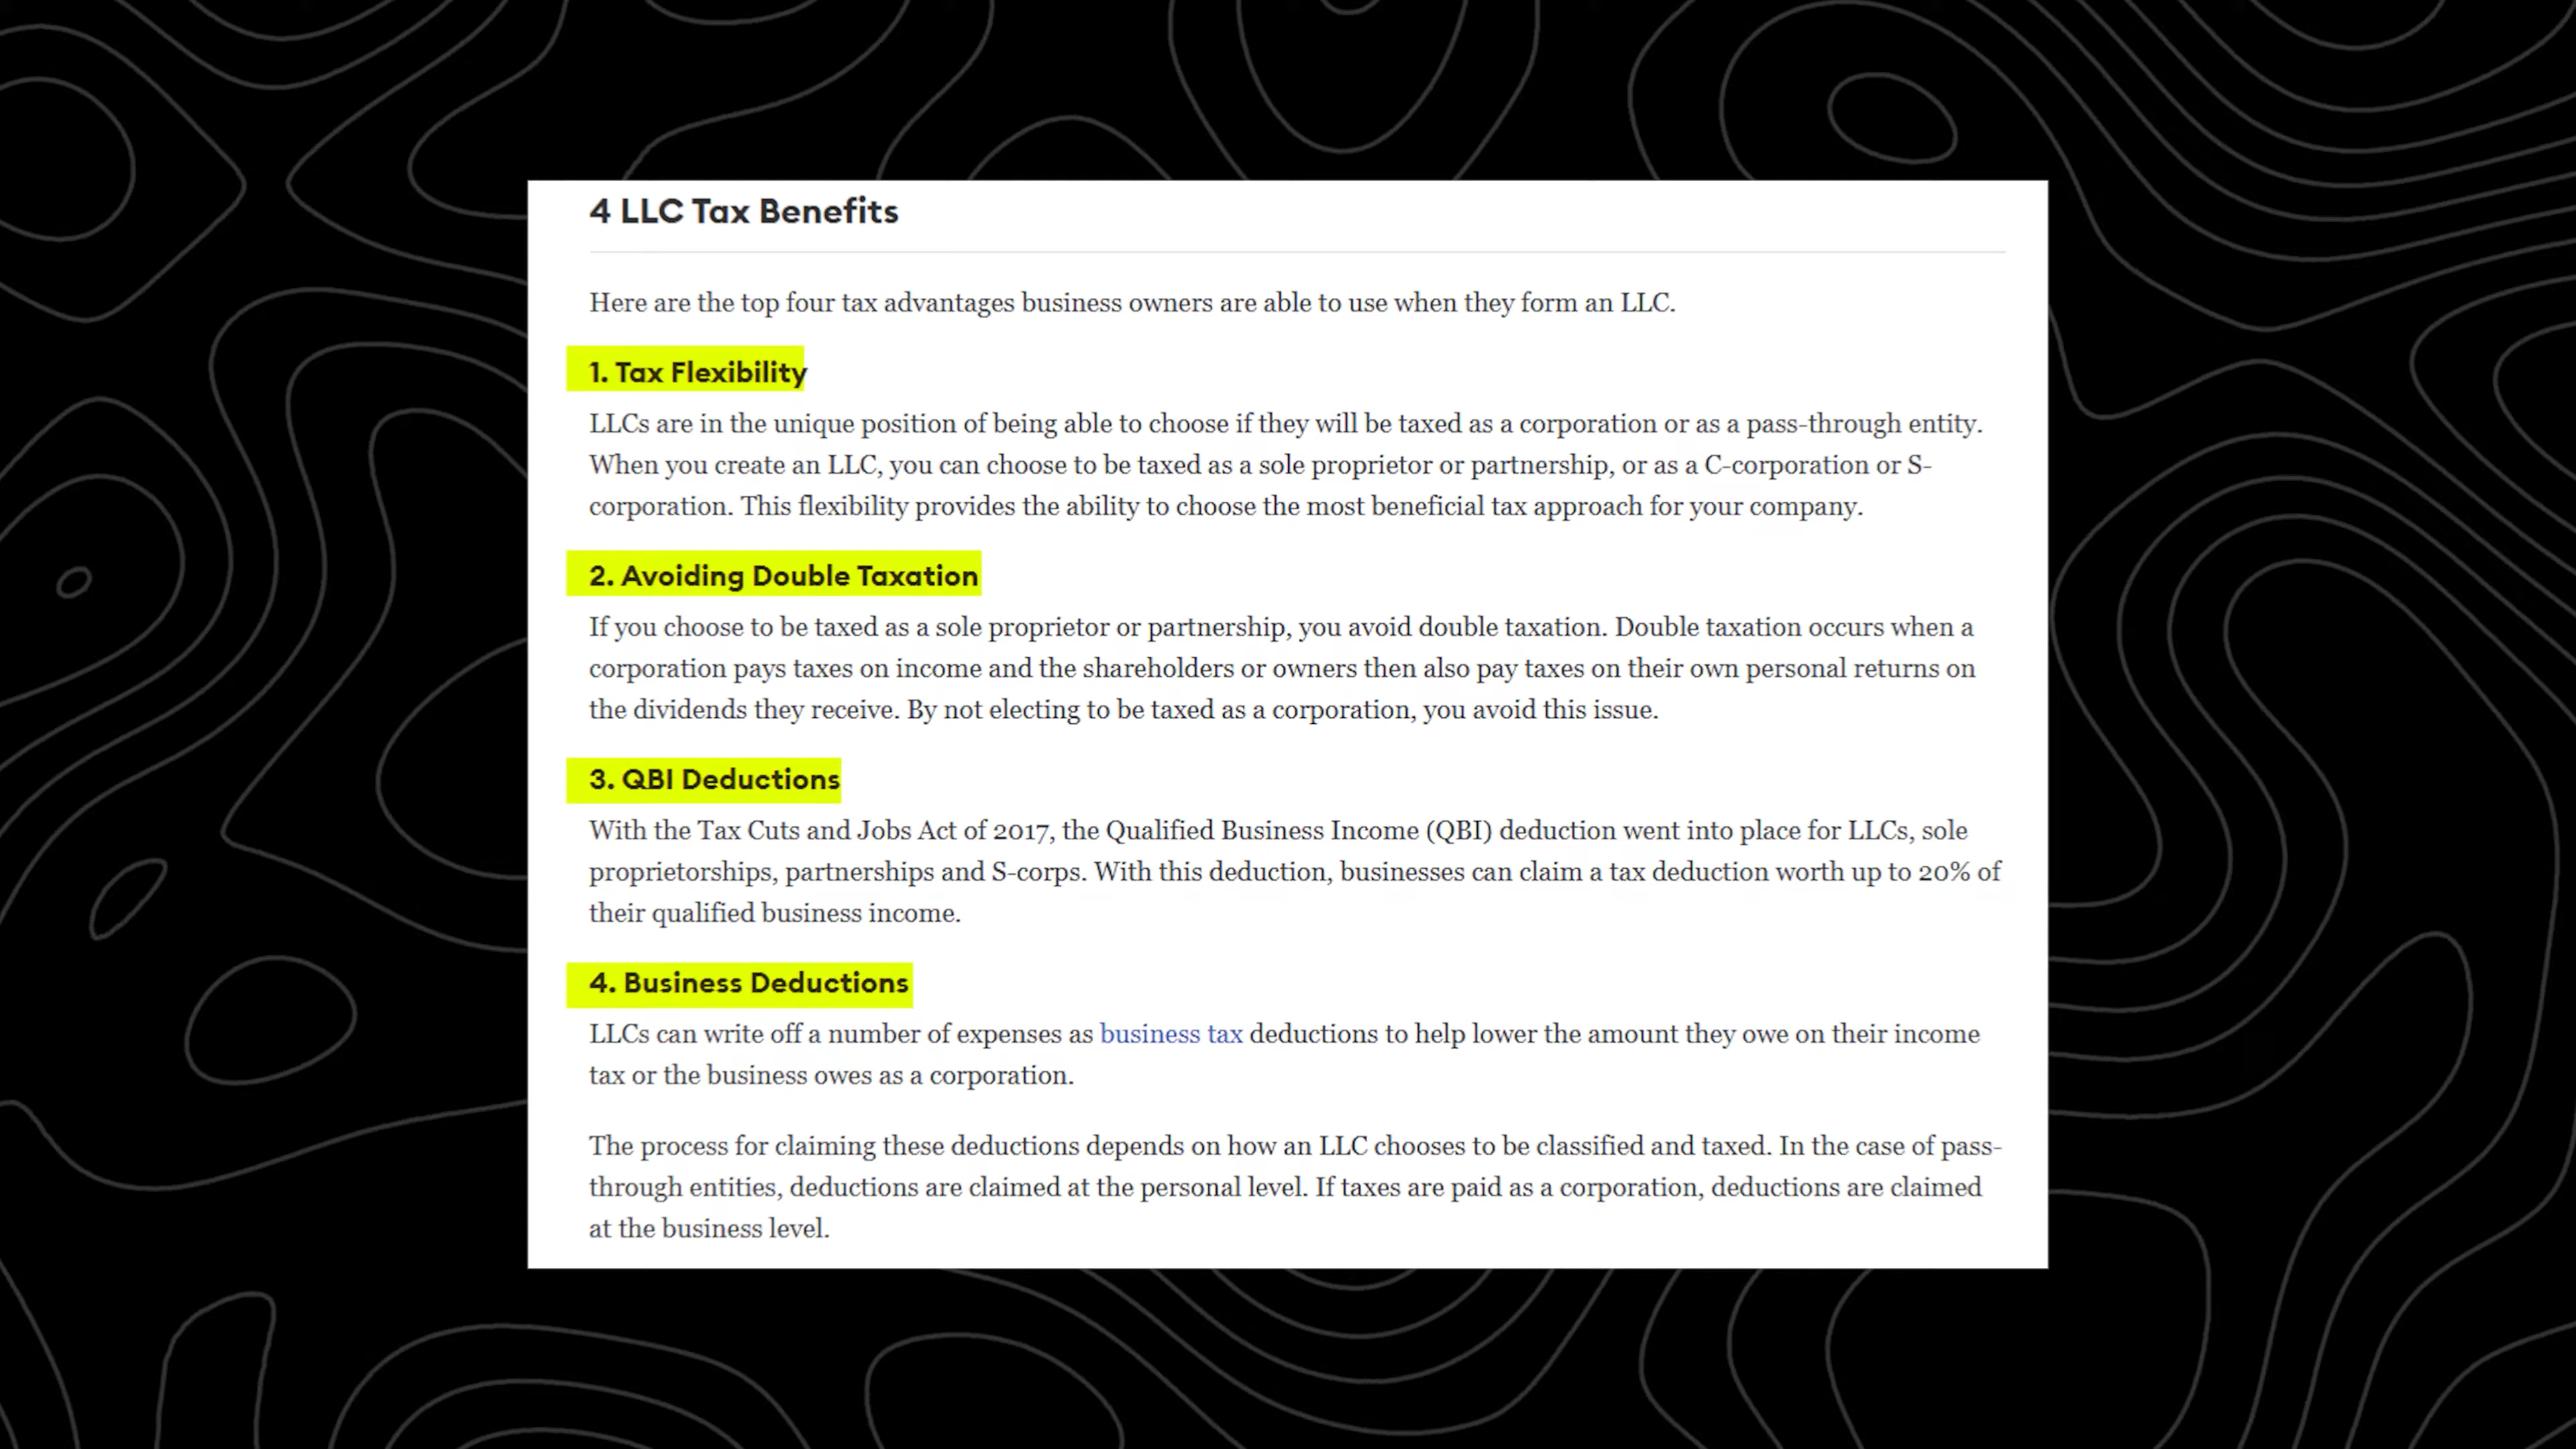 4 LLC Tax Benefits
Here are the top four tax advantages business owners are able to use when they form an LLC.
1. Tax Flexibility
LLCs are in the unique position of being able to choose if they will be taxed as a corporation or as a pass-through entity.
When you create an LLC, you can choose to be taxed as a sole proprietor or partnership, or as a C-corporation or S-
corporation. This flexibility provides the ability to choose the most beneficial tax approach for your company.
2. Avoiding Double Taxation
If you choose to be taxed as a sole proprietor or partnership, you avoid double taxation. Double taxation occurs when a
corporation pays taxes on income and the shareholders or owners then also pay taxes on their own personal returns on
the dividends they receive. By not electing to be taxed as a corporation, you avoid this issue.
3. QBI Deductions
With the Tax Cuts and Jobs Act of 2017, the Qualified Business Income (QBI) deduction went into place for LLCs, sole
proprietorships, partnerships and S-corps. With this deduction, businesses can claim a tax deduction worth up to 20% of
their qualified business income.
4. Business Deductions
LLCs can write off a number of expenses as business tax deductions to help lower the amount they owe on their income
tax or the business owes as a corporation.
The process for claiming these deductions depends on how an LLC chooses to be classified and taxed. In the case of pass-
through entities, deductions are claimed at the personal level. If taxes are paid as a corporation, deductions are claimed
at the business level.